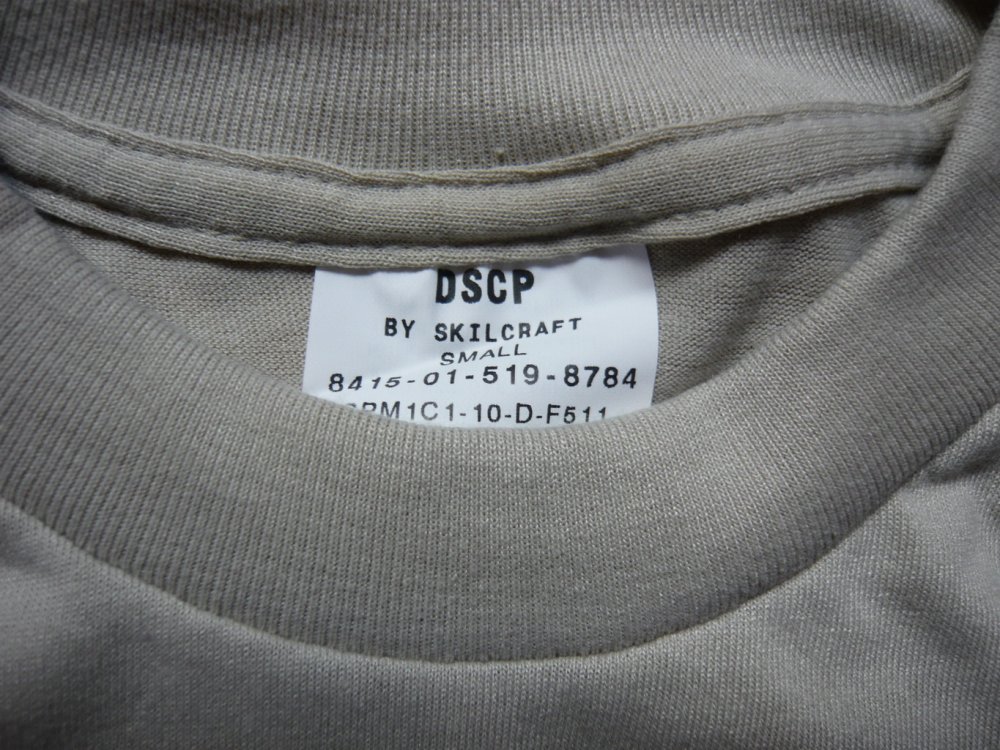 DSCP
BY SKILCRAFT
SMALL
8415-01-519-8784